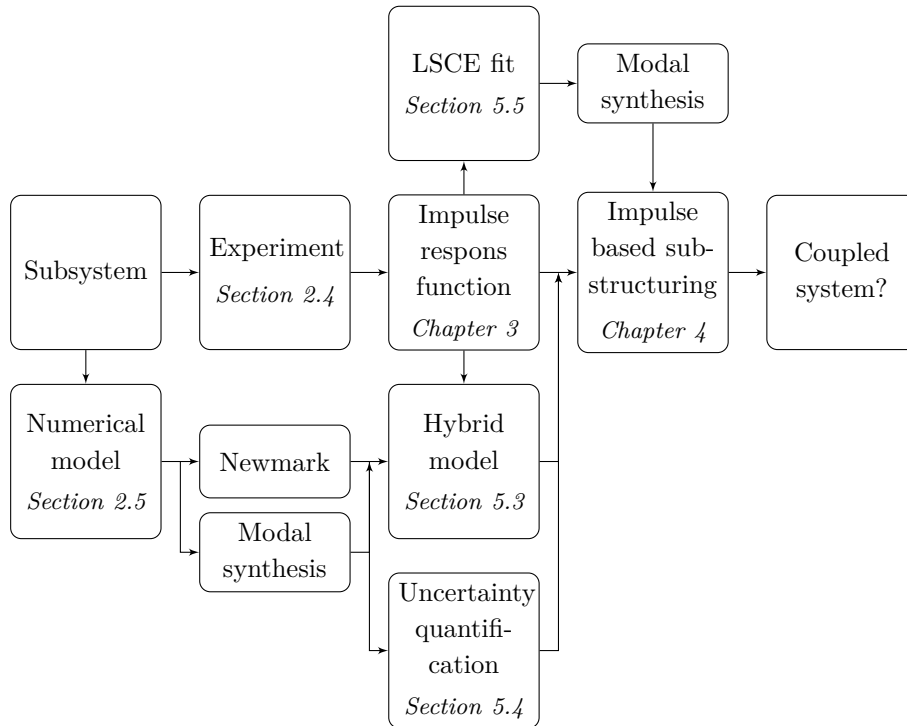 LSCE fit
Section 5.5
Modal
synthesis
Subsystem
Experiment
Section 2.4
Impulse
respons
function
Chapter 3
Impulse
based sub-
structuring
Chapter 4
Coupled
system?
Numerical
model
Section 2.5
Newmark
Modal
synthesis
Hybrid
model
Section 5.3
Uncertainty
quantifi-
cation
Section 5.4